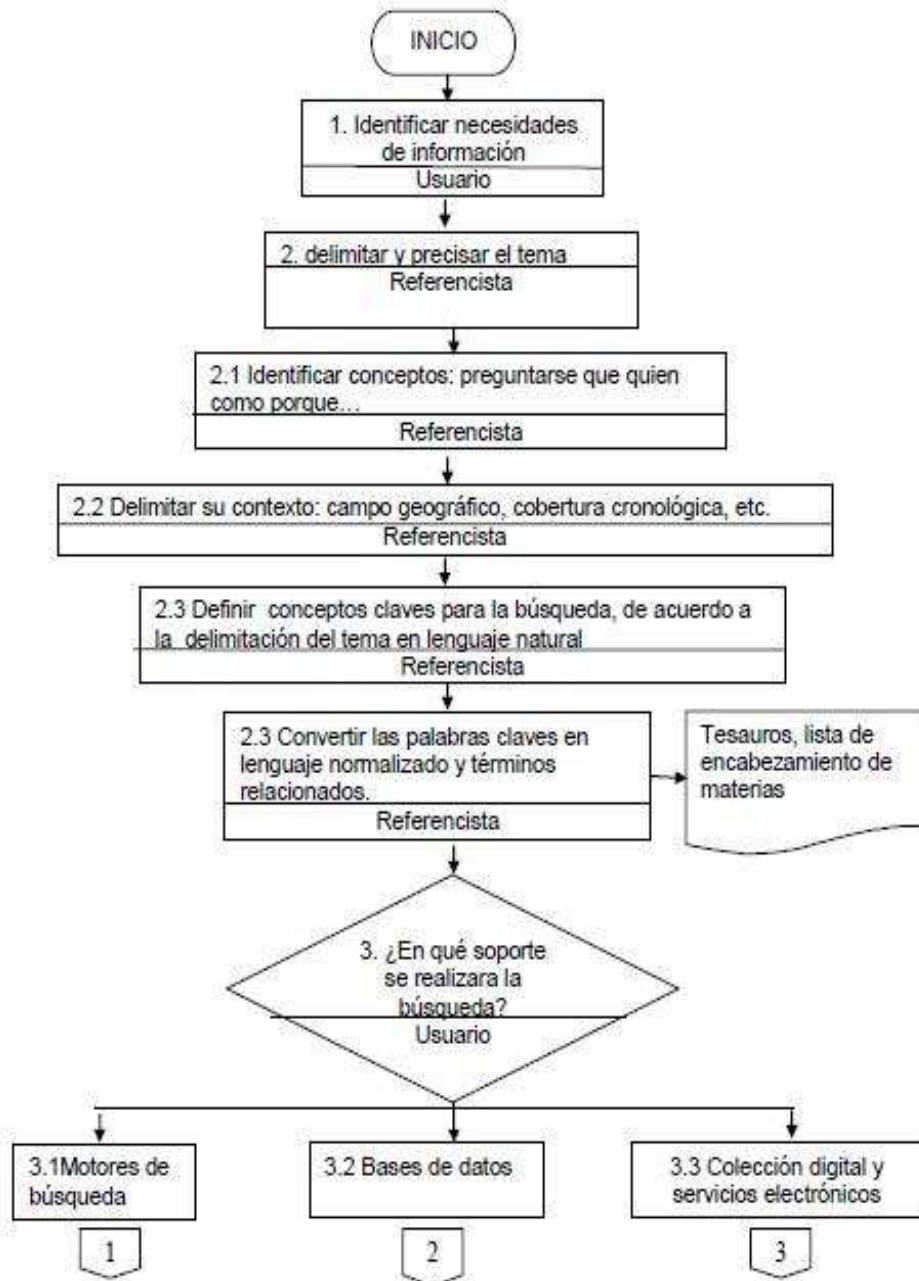 INICIO
1. Identificar necesidades
de información
Usuario
2. delimitar y precisar el tema
Referencista
2.1 Identificar conceptos: preguntarse que quien
como porque…
Referencista
2.2 Delimitar su contexto: campo geográfico, cobertura cronológica, etc.
Referencista
2.3 Definir conceptos claves para la búsqueda, de acuerdo a
la delimitación del tema en lenguaje natural
Referencista
2.3 Convertir las palabras claves en
lenguaje normalizado y términos
relacionados.
Referencista
Tesauros, lista de
encabezamiento de
materias
3. ¿En qué soporte
se realizara la
búsqueda?
Usuario
3.1Motores de
búsqueda
3.2 Bases de datos
3.3 Colección digital y
servicios electrónicos
1
2
3